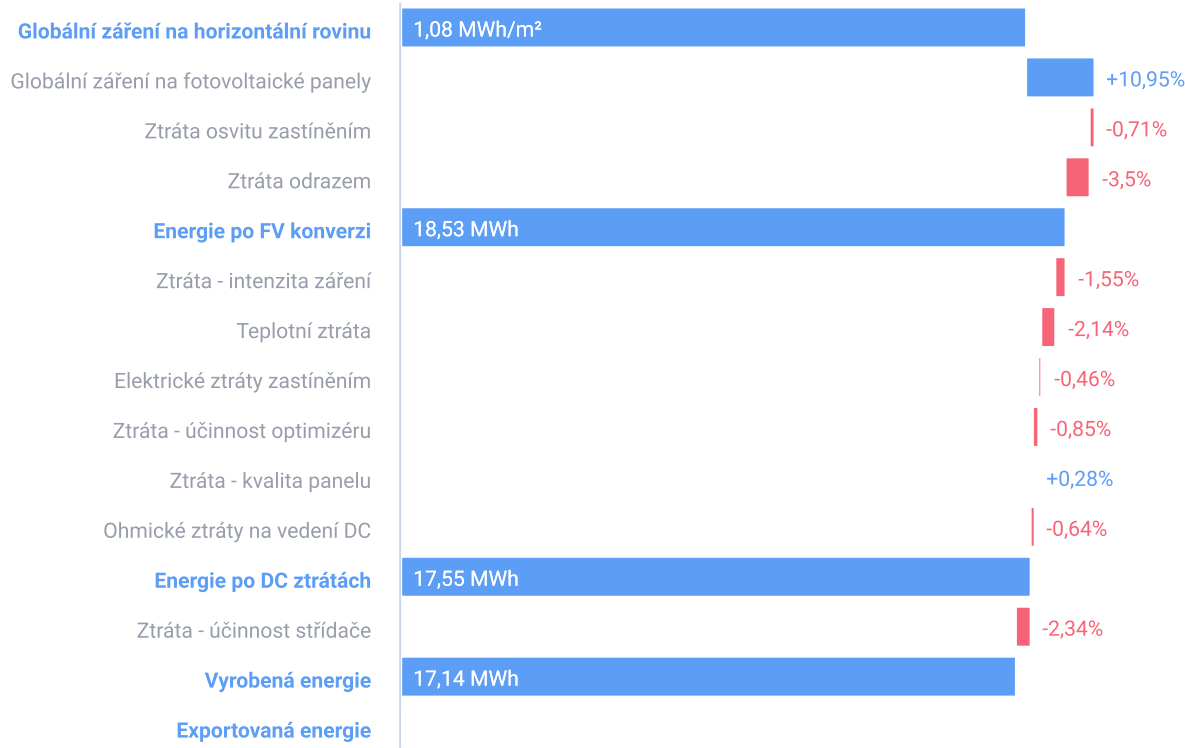 Globální záření na horizontální rovinu 1,08 MWh/m²
Globální záření na fotovoltaické panely +10,95%
Ztráta osvitu zastíněním -0,71%
Ztráta odrazem -3,5%
Energie po FV konverzi 18,53 MWh
Ztráta - intenzita záření -1,55%
Teplotní ztráta -2,14%
Elektrické ztráty zastíněním -0,46%
Ztráta - účinnost optimizéru -0,85%
Ztráta - kvalita panelu +0,28%
Ohmické ztráty na vedení DC -0,64%
Energie po DC ztrátách 17,55 MWh
Ztráta - účinnost střídače -2,34%
Vyrobená energie 17,14 MWh
Exportovaná energie